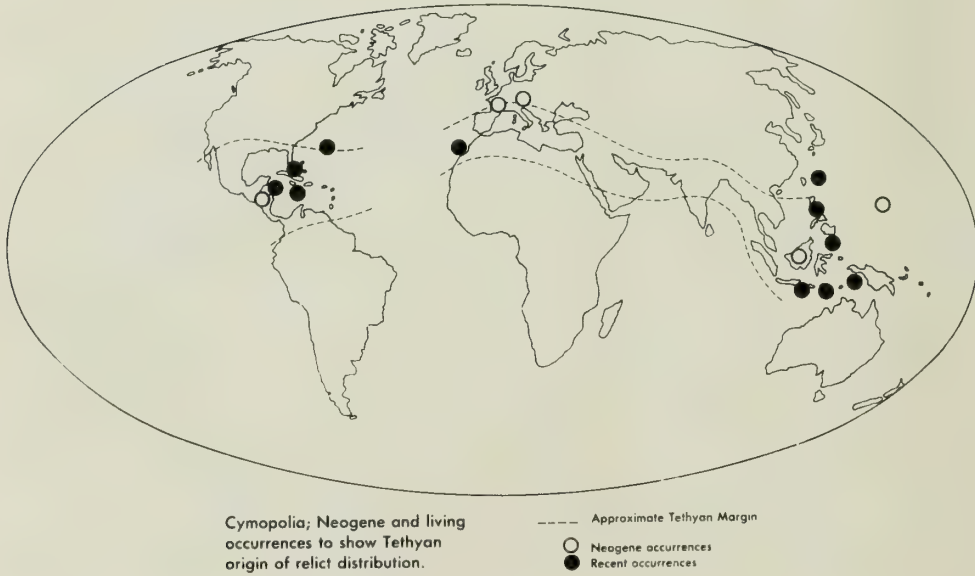 Cymopolia; Neogene and living
occurrences to show Tethyan
origin of relict distribution.
Approximate Tethyan Margin
Neogene occurrences
Recent occurrences